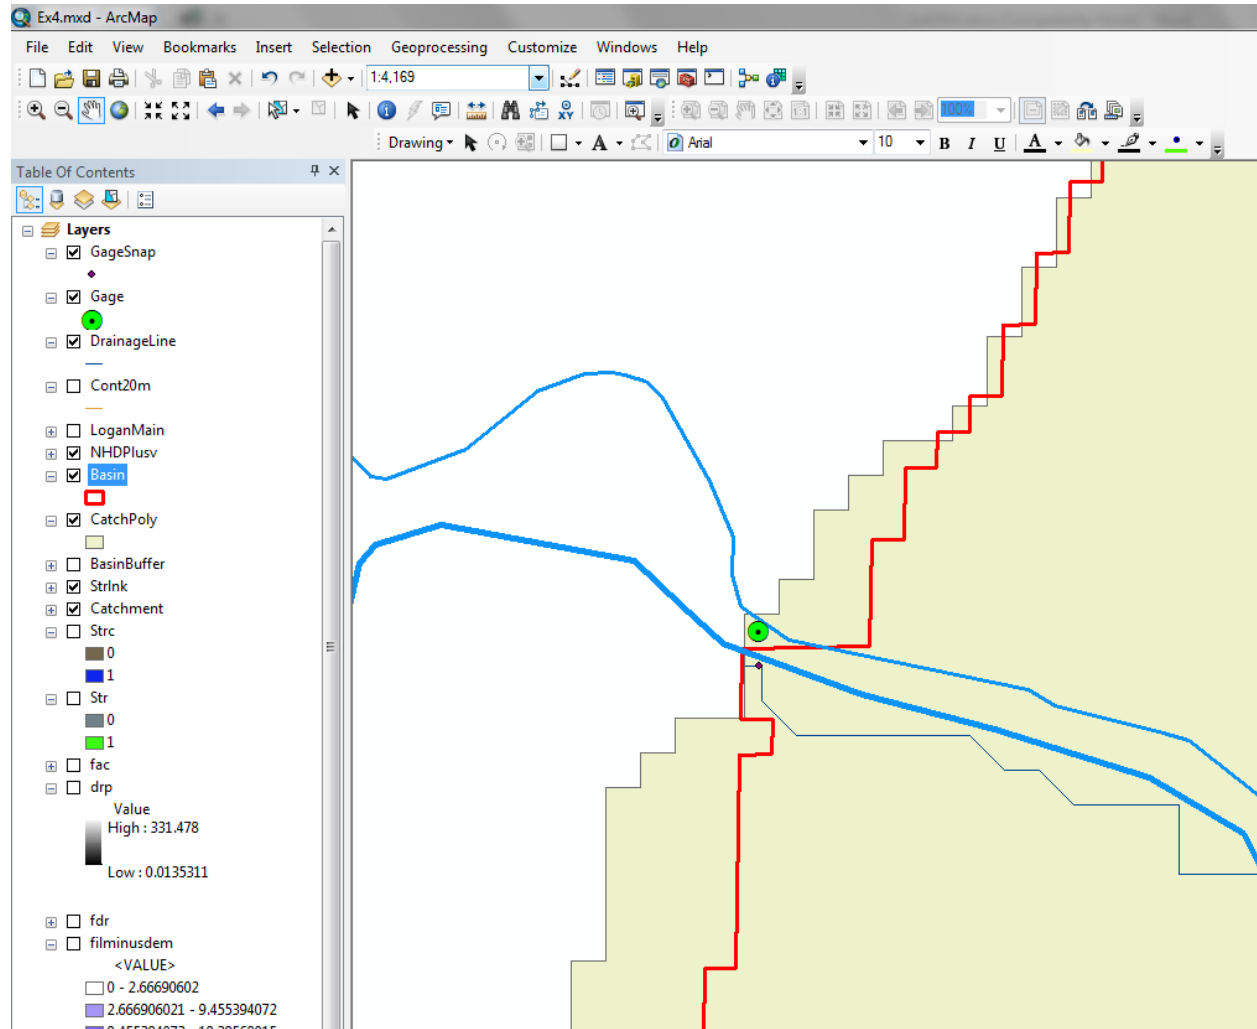 Ex4.mxd - ArcMap
File Edit View Bookmarks Insert Selection Geoprocessing Customize Windows Help
1:4,169
100%
Drawing Arial 10 B I U A
Table Of Contents
Layers
GageSnap
Gage
DrainageLine
Cont20m
LoganMain
NHDPlusv
Basin
CatchPoly
BasinBuffer
Strlnk
Catchment
Strc
0
1
Str
0
1
fac
drp
Value
High : 331.478
Low : 0.0135311
fdr
filminusdem
<VALUE>
0 - 2.66690602
2.666906021 - 9.455394072